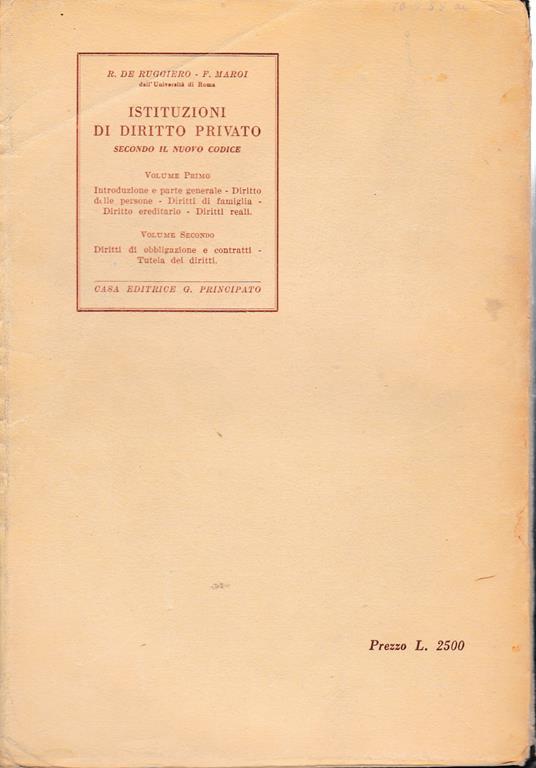 R. DE RUGGIERO - F. MAROI
dell'Università di Roma
ISTITUZIONI
DI DIRITTO PRIVATO
SECONDO IL NUOVO CODICE
VOLUME PRIMO
Introduzione e parte generale - Diritto
delle persone - Diritti di famiglia -
Diritto ereditario - Diritti reali.
VOLUME SECONDO
Diritti di obbligazione e contratti -
Tutela dei diritti.
CASA EDITRICE G. PRINCIPATO
Prezzo L. 2500